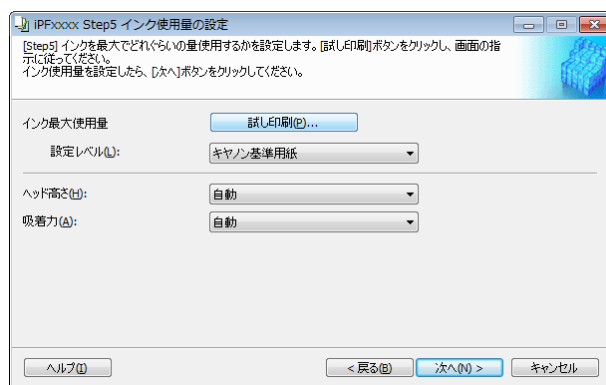 iPFxxxx Step5 インク使用量の設定
[Step5] インクを最大でどれぐらいの量使用するかを設定します。[試し印刷]ボタンをクリックし、画面の指
示に従ってください。
インク使用量を設定したら、[次へ]ボタンをクリックしてください。
インク最大使用量 試し印刷(P)...
設定レベル(L): キヤノン基準用紙
ヘッド高さ(H): 自動
吸着力(A): 自動
ヘルプ(I) < 戻る(B) 次へ(N) > キャンセル